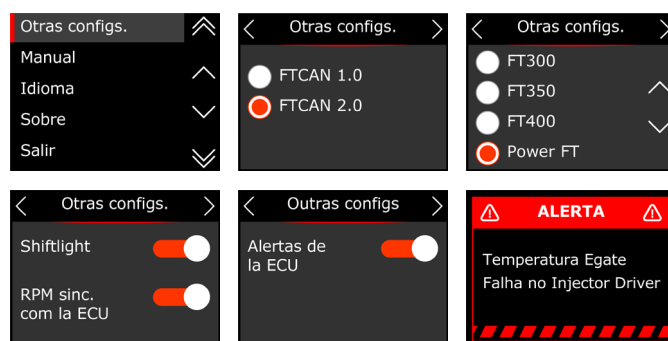 Otras configs.
Manual
Idioma
Sobre
Salir
Otras configs.
FTCAN 1.0
FTCAN 2.0
Otras configs.
FT300
FT350
FT400
Power FT
Otras configs.
Shiftlight
RPM sinc.
com la ECU
Outras configs
Alertas de
la ECU
ALERTA
Temperatura Egate
Falha no Injector Driver